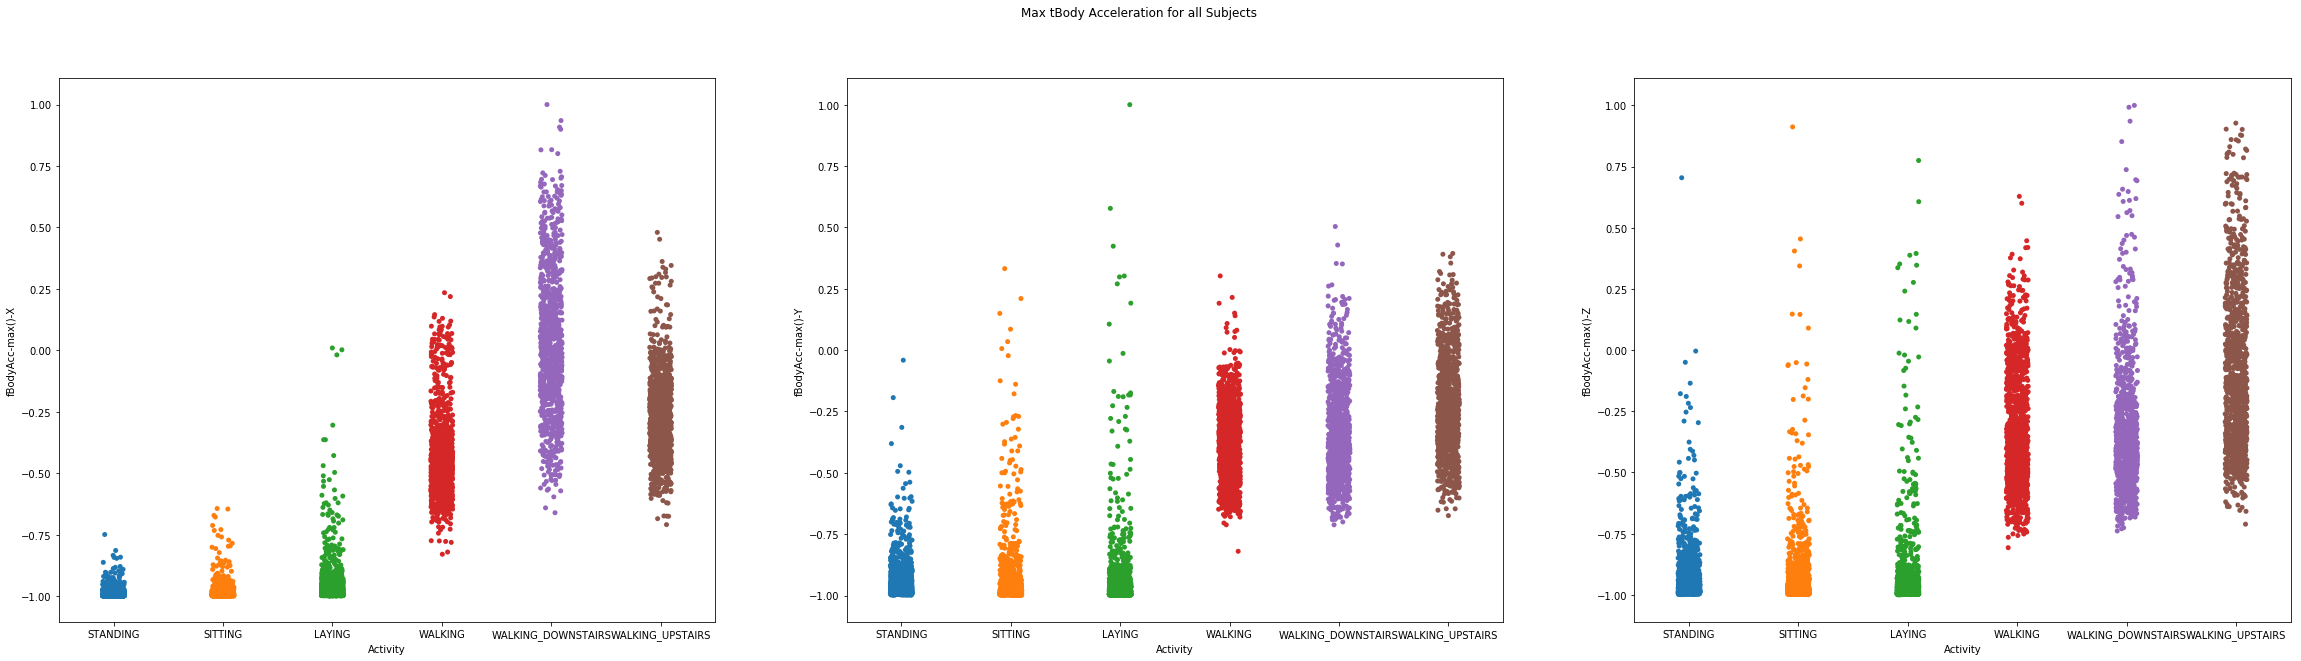 Max tBody Acceleration for all Subjects
fBodyAcc-max()-X
1.00
0.75
0.50
0.25
0.00
−0.25
−0.50
−0.75
−1.00
STANDING SITTING LAYING WALKING WALKING_DOWNSTAIRS WALKING_UPSTAIRS
Activity
fBodyAcc-max()-Y
1.00
0.75
0.50
0.25
0.00
−0.25
−0.50
−0.75
−1.00
STANDING SITTING LAYING WALKING WALKING_DOWNSTAIRS WALKING_UPSTAIRS
Activity
fBodyAcc-max()-Z
1.00
0.75
0.50
0.25
0.00
−0.25
−0.50
−0.75
−1.00
STANDING SITTING LAYING WALKING WALKING_DOWNSTAIRS WALKING_UPSTAIRS
Activity